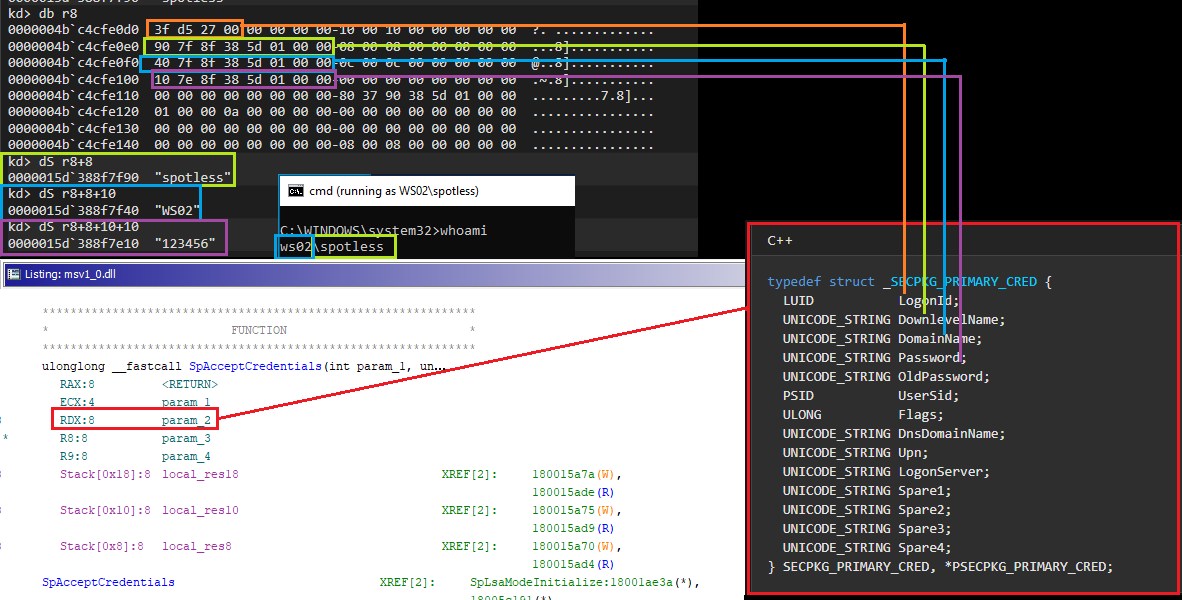 0000015d`388f7f90 "spotless"
kd> db r8
0000004b`c4cfe0d0 3f d5 27 00 00 00 00 00-10 00 10 00 00 00 00 00 ?. .............
0000004b`c4cfe0e0 90 7f 8f 38 5d 01 00 00-08 00 08 00 00 00 00 00 ...8]...........
0000004b`c4cfe0f0 40 7f 8f 38 5d 01 00 00-0c 00 0c 00 00 00 00 00 @..8]...........
0000004b`c4cfe100 10 7e 8f 38 5d 01 00 00-00 00 00 00 00 00 00 00 .~.8]...........
0000004b`c4cfe110 00 00 00 00 00 00 00 00-80 37 90 38 5d 01 00 00 .........7.8]...
0000004b`c4cfe120 01 00 00 0a 00 00 00 00-00 00 00 00 00 00 00 00 ................
0000004b`c4cfe130 00 00 00 00 00 00 00 00-00 00 00 00 00 00 00 00 ................
0000004b`c4cfe140 00 00 00 00 00 00 00 00-08 00 08 00 00 00 00 00 ................
kd> dS r8+8
0000015d`388f7f90 "spotless"
kd> dS r8+8+10
0000015d`388f7f40 "WS02"
kd> dS r8+8+10+10
0000015d`388f7e10 "123456"
cmd (running as WS02\spotless)
C:\WINDOWS\system32>whoami
ws02\spotless
Listing: msv1_0.dll
**************************************************************
* FUNCTION *
**************************************************************
ulonglong __fastcall SpAcceptCredentials(int param_1, un...
RAX:8 <RETURN>
ECX:4 param_1
RDX:8 param_2
* R8:8 param_3
R9:8 param_4
Stack[0x18]:8 local_res18 XREF[2]: 180015a7a(W),
180015ade(R)
Stack[0x10]:8 local_res10 XREF[2]: 180015a75(W),
180015ad9(R)
Stack[0x8]:8 local_res8 XREF[2]: 180015a70(W),
180015ad4(R)
SpAcceptCredentials XREF[2]: SpLsaModeInitialize:18001ae3a(*),
C++
typedef struct _SECPKG_PRIMARY_CRED {
LUID LogonId;
UNICODE_STRING DownlevelName;
UNICODE_STRING DomainName;
UNICODE_STRING Password;
UNICODE_STRING OldPassword;
PSID UserSid;
ULONG Flags;
UNICODE_STRING DnsDomainName;
UNICODE_STRING Upn;
UNICODE_STRING LogonServer;
UNICODE_STRING Spare1;
UNICODE_STRING Spare2;
UNICODE_STRING Spare3;
UNICODE_STRING Spare4;
} SECPKG_PRIMARY_CRED, *PSECPKG_PRIMARY_CRED;